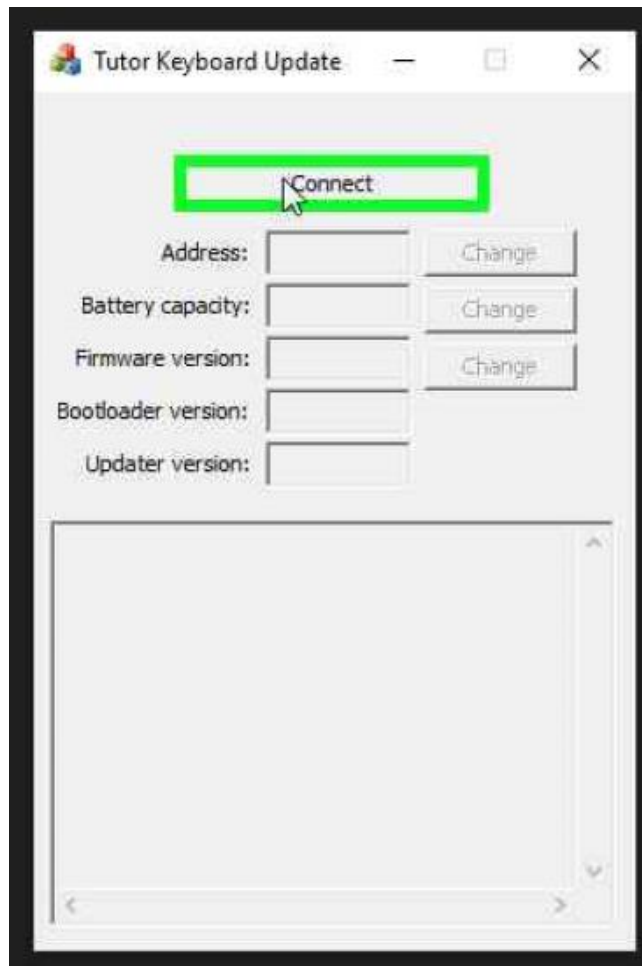 Tutor Keyboard Update
Connect
Address: Change
Battery capacity: Change
Firmware version: Change
Bootloader version:
Updater version: